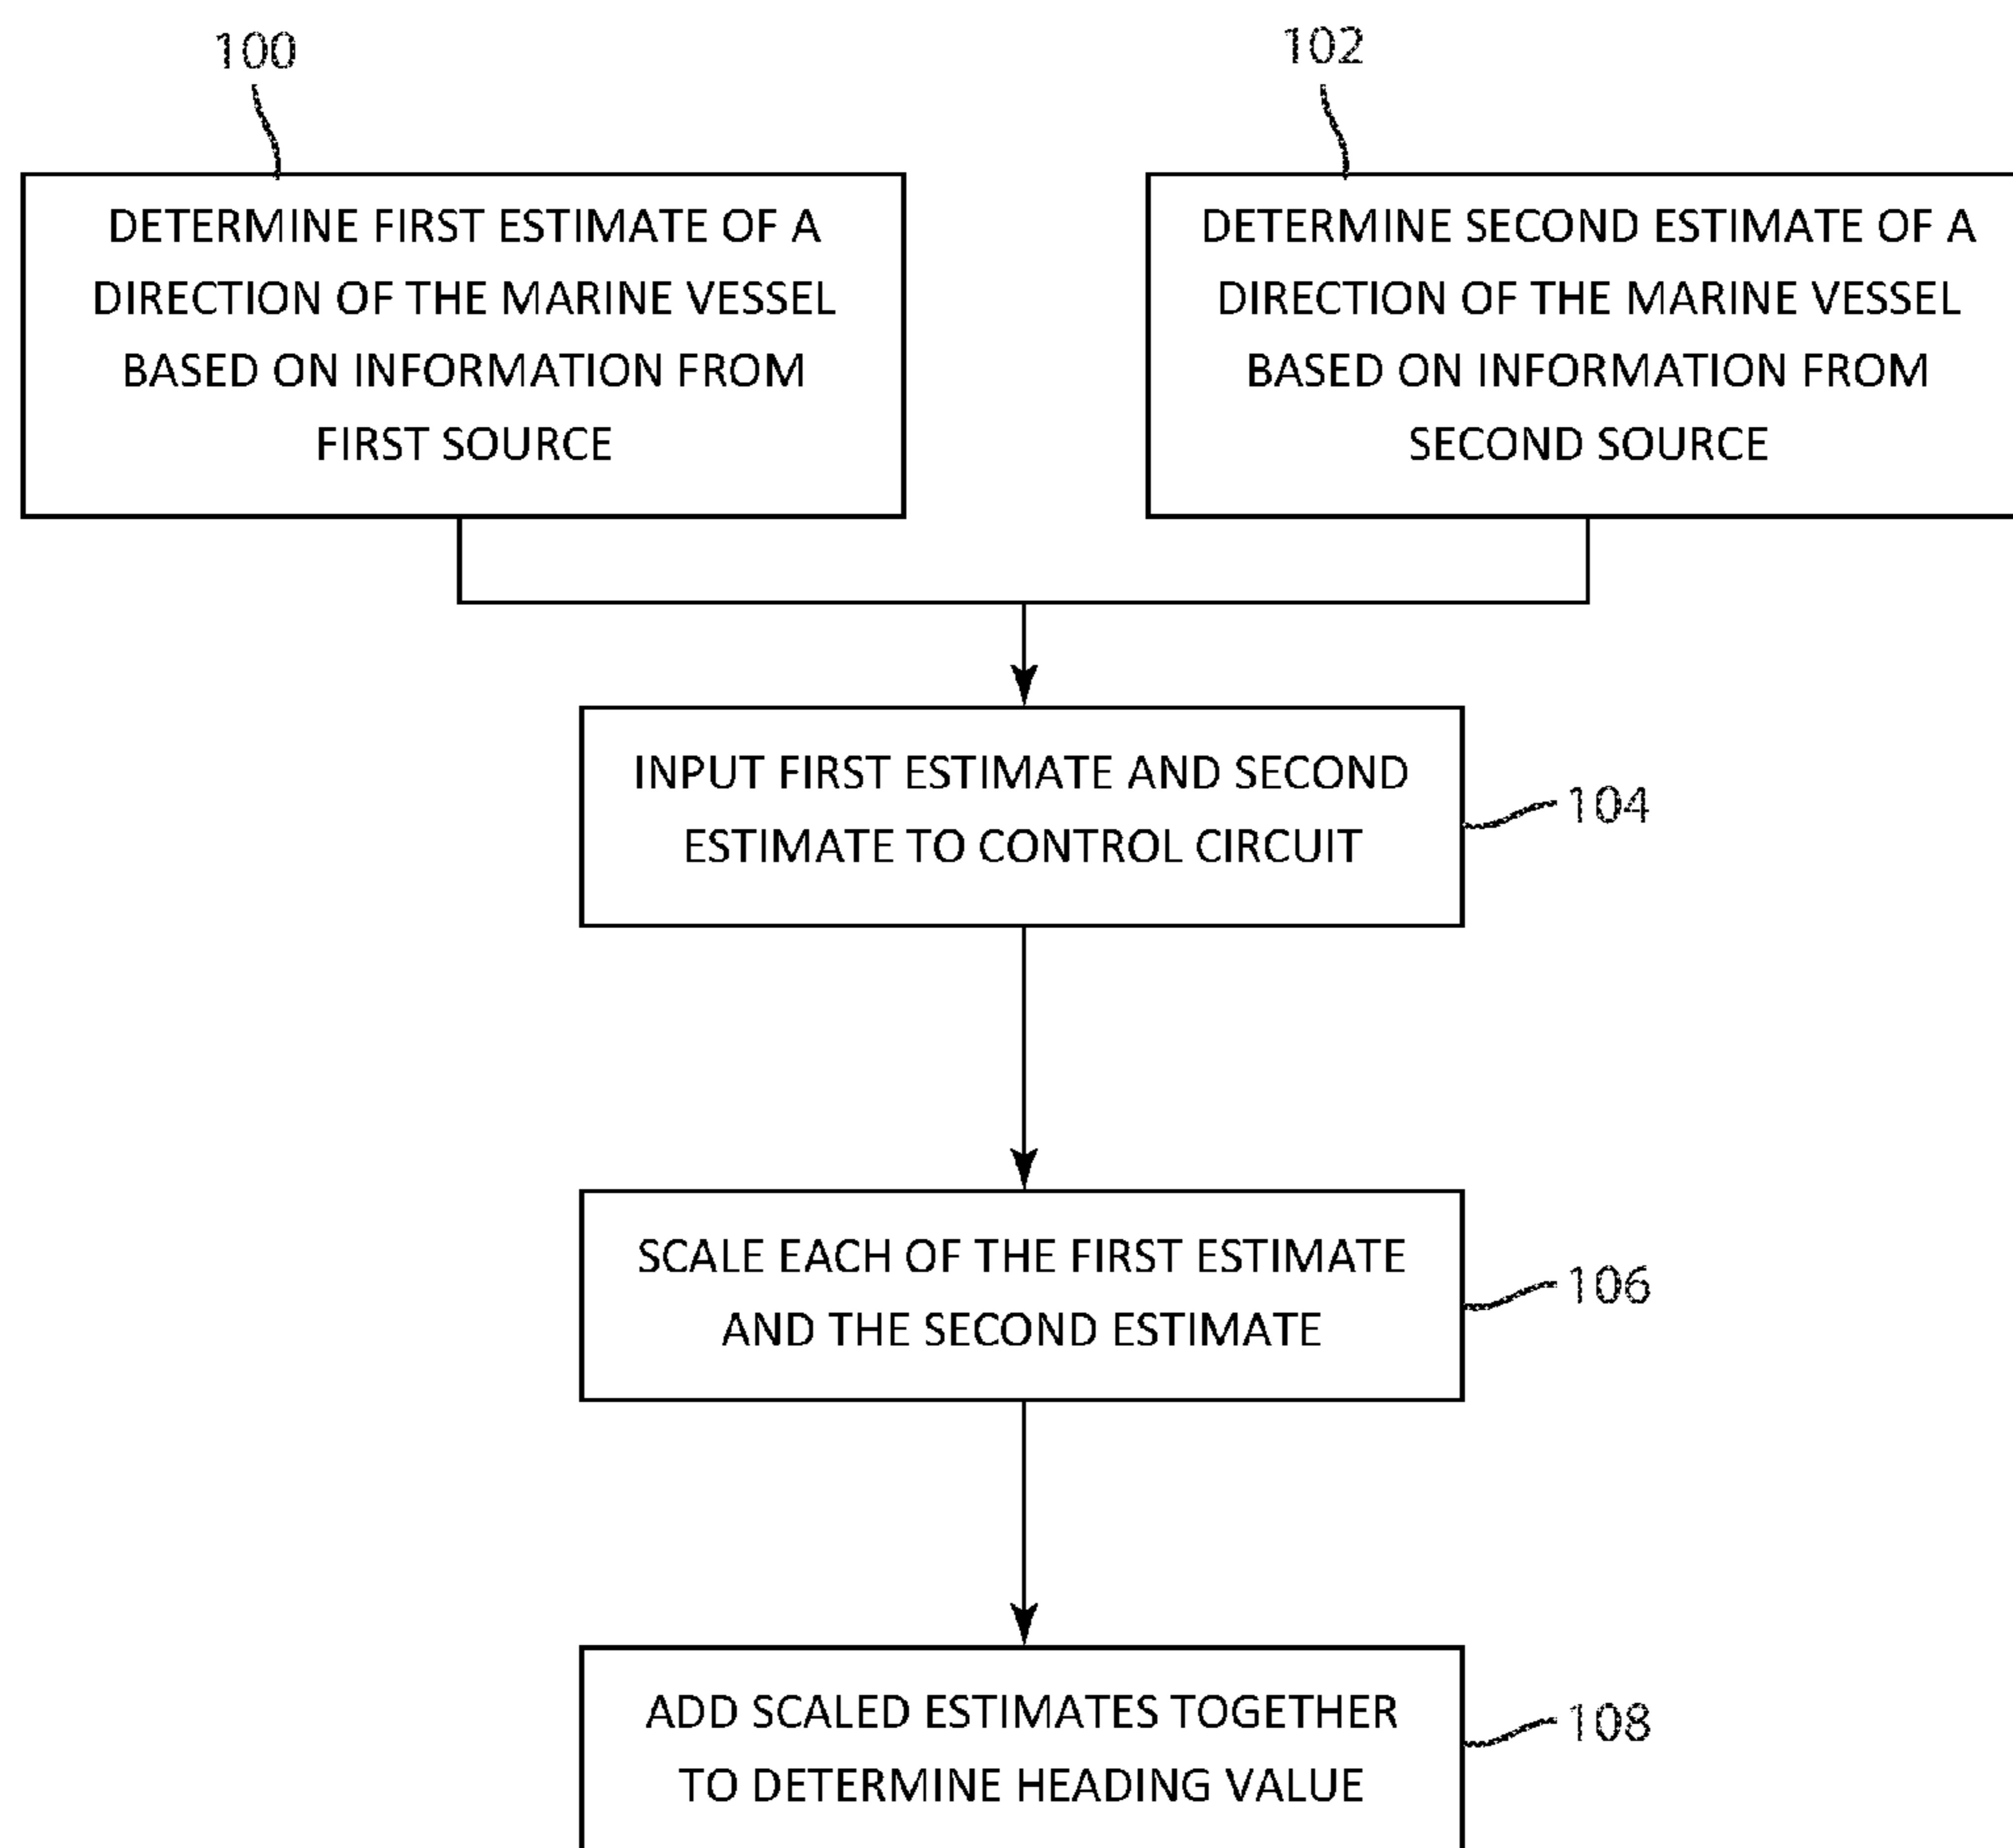 100
DETERMINE FIRST ESTIMATE OF A
DIRECTION OF THE MARINE VESSEL
BASED ON INFORMATION FROM
FIRST SOURCE
102
DETERMINE SECOND ESTIMATE OF A
DIRECTION OF THE MARINE VESSEL
BASED ON INFORMATION FROM
SECOND SOURCE
INPUT FIRST ESTIMATE AND SECOND
ESTIMATE TO CONTROL CIRCUIT
104
SCALE EACH OF THE FIRST ESTIMATE
AND THE SECOND ESTIMATE
106
ADD SCALED ESTIMATES TOGETHER
TO DETERMINE HEADING VALUE
108